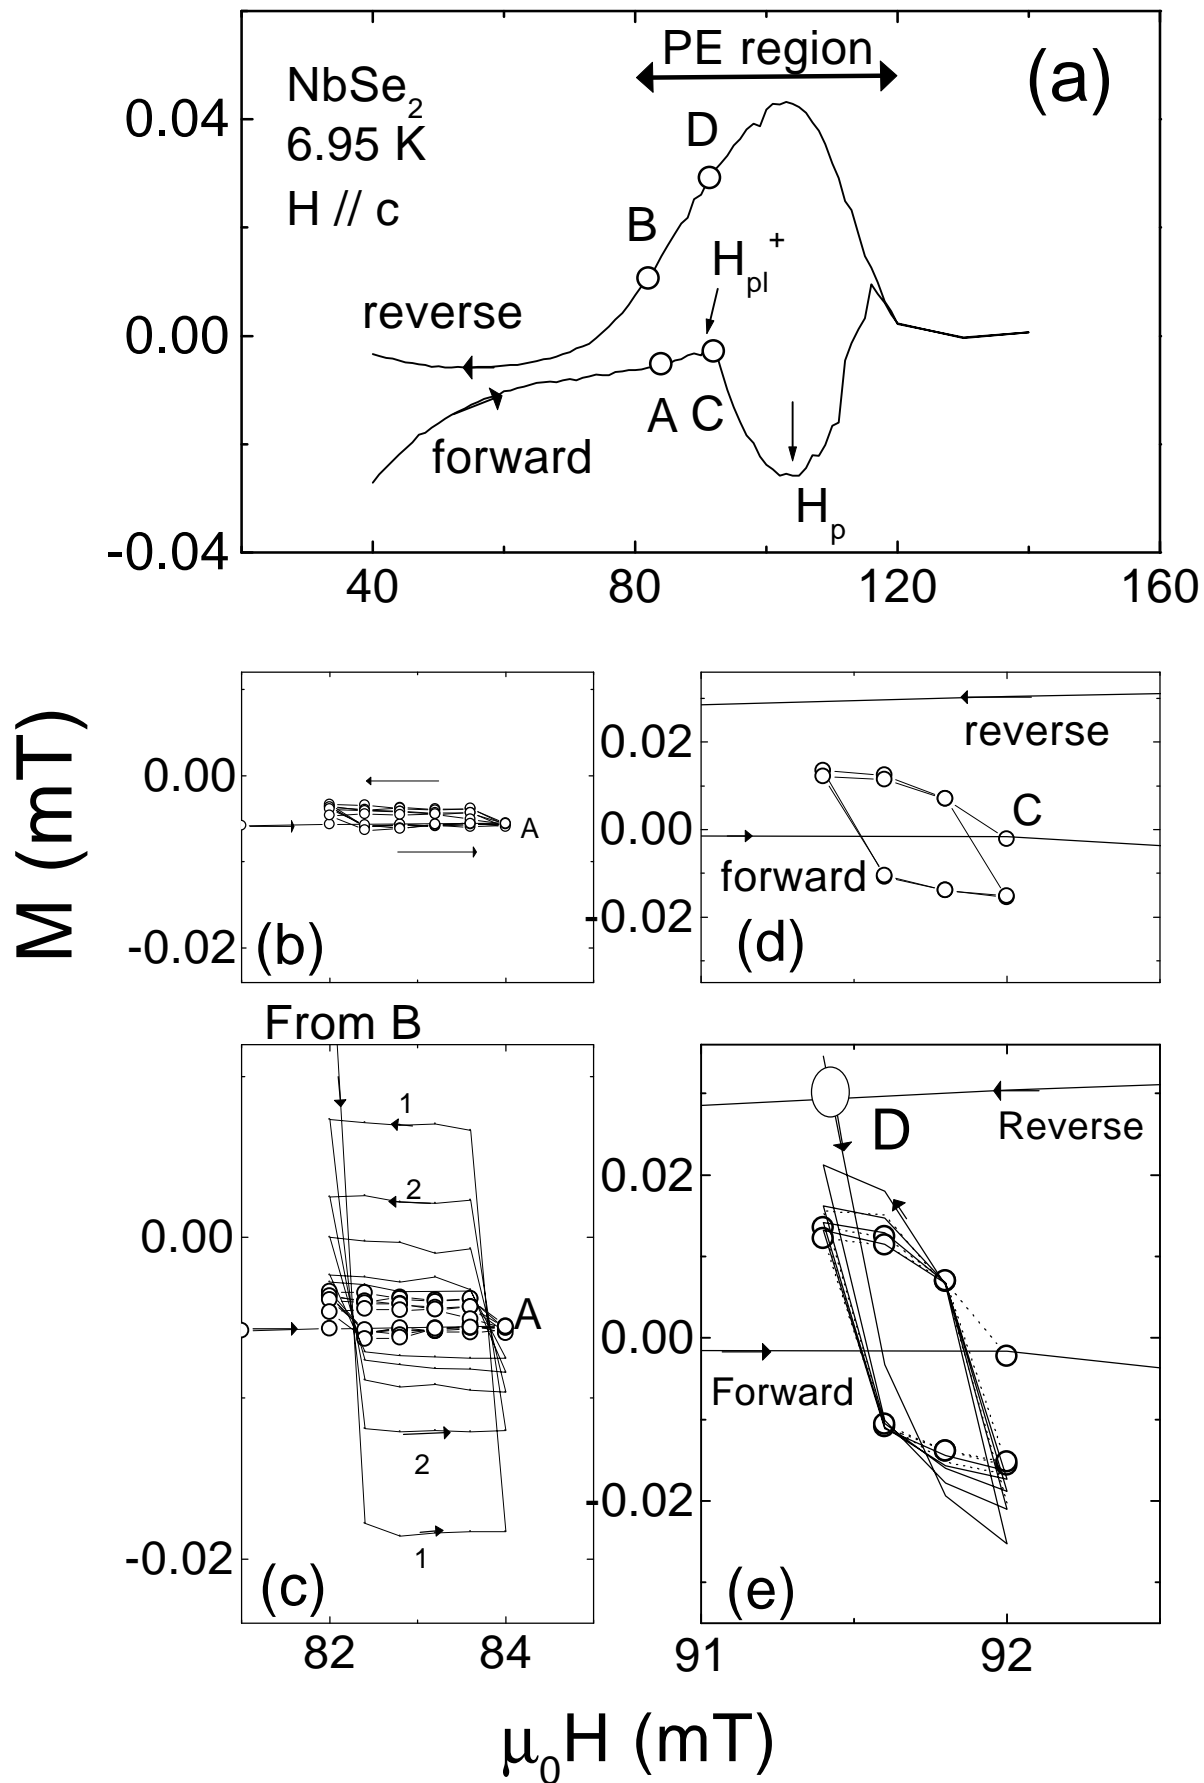 PE region
(a)
NbSe2
6.95 K
H // c
0.04
0.00
-0.04
D
B
Hpl+
reverse
A C
forward
Hp
40 80 120 160
M (mT)
0.00
-0.02
A
(b)
0.02
0.00
-0.02
reverse
C
forward
(d)
From B
1
2
0.00
A
2
1
-0.02
(c)
82 84
D
Reverse
0.02
0.00
Forward
-0.02
(e)
91 92
μ0H (mT)